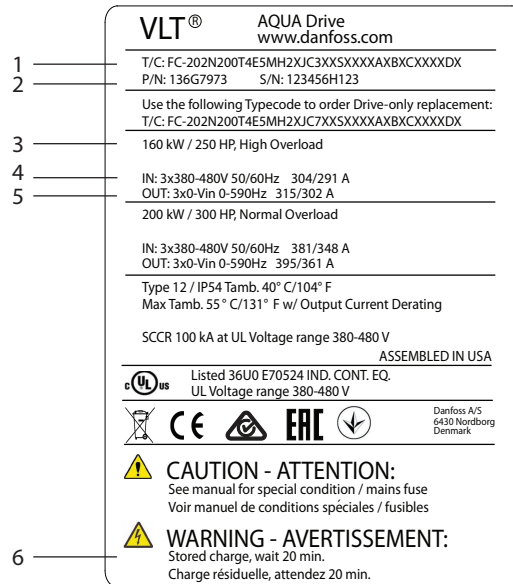 VLT® AQUA Drive
www.danfoss.com
1 T/C: FC-202N200T4E5MH2XJC3XXSXXXXAXBXCXXXXDX
2 P/N: 136G7973 S/N: 123456H123
Use the following Typecode to order Drive-only replacement:
T/C: FC-202N200T4E5MH2XJC7XXSXXXXAXBXCXXXXDX
3 160 kW / 250 HP, High Overload
4 IN: 3x380-480V 50/60Hz 304/291 A
5 OUT: 3x0-Vin 0-590Hz 315/302 A
200 kW / 300 HP, Normal Overload
IN: 3x380-480V 50/60Hz 381/348 A
OUT: 3x0-Vin 0-590Hz 395/361 A
Type 12 / IP54 Tamb. 40° C/104° F
Max Tamb. 55° C/131° F w/ Output Current Derating
SCCR 100 kA at UL Voltage range 380-480 V
ASSEMBLED IN USA
c UL us Listed 36U0 E70524 IND. CONT. EQ.
UL Voltage range 380-480 V
CE EAC
Danfoss A/S
6430 Nordborg
Denmark
CAUTION - ATTENTION:
See manual for special condition / mains fuse
Voir manuel de conditions spéciales / fusibles
WARNING - AVERTISSEMENT:
6 Stored charge, wait 20 min.
Charge résiduelle, attendez 20 min.